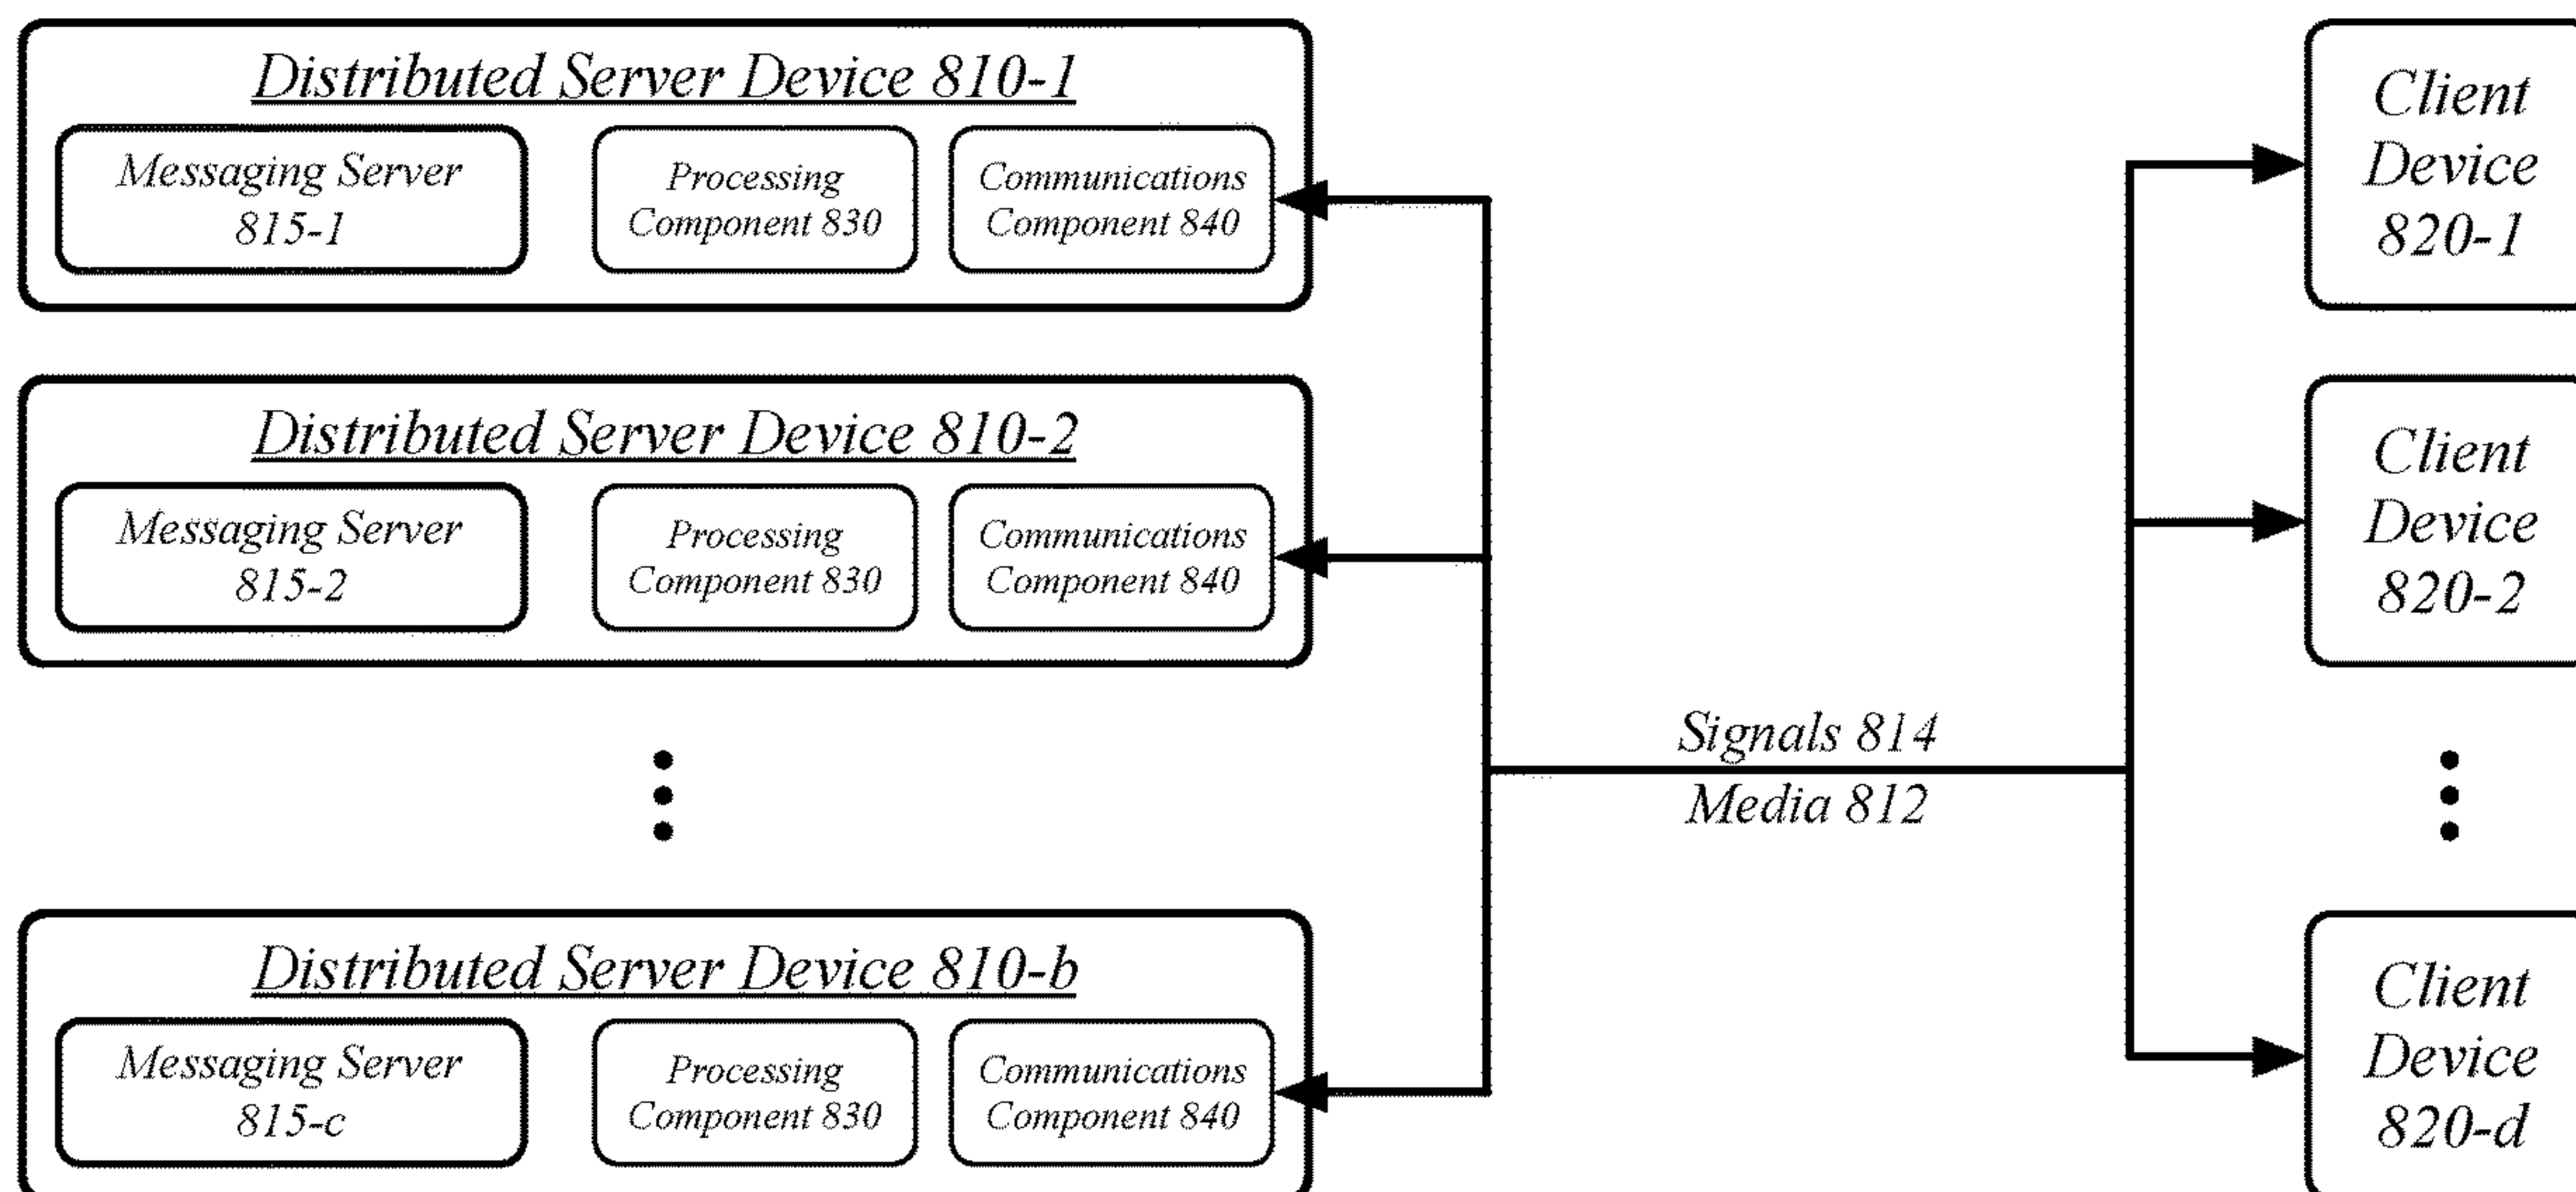 Distributed Server Device 810-1
Messaging Server
815-1
Processing
Component 830
Communications
Component 840
Client
Device
820-1
Distributed Server Device 810-2
Messaging Server
815-2
Processing
Component 830
Communications
Component 840
Client
Device
820-2
Signals 814
Media 812
Distributed Server Device 810-b
Messaging Server
815-c
Processing
Component 830
Communications
Component 840
Client
Device
820-d